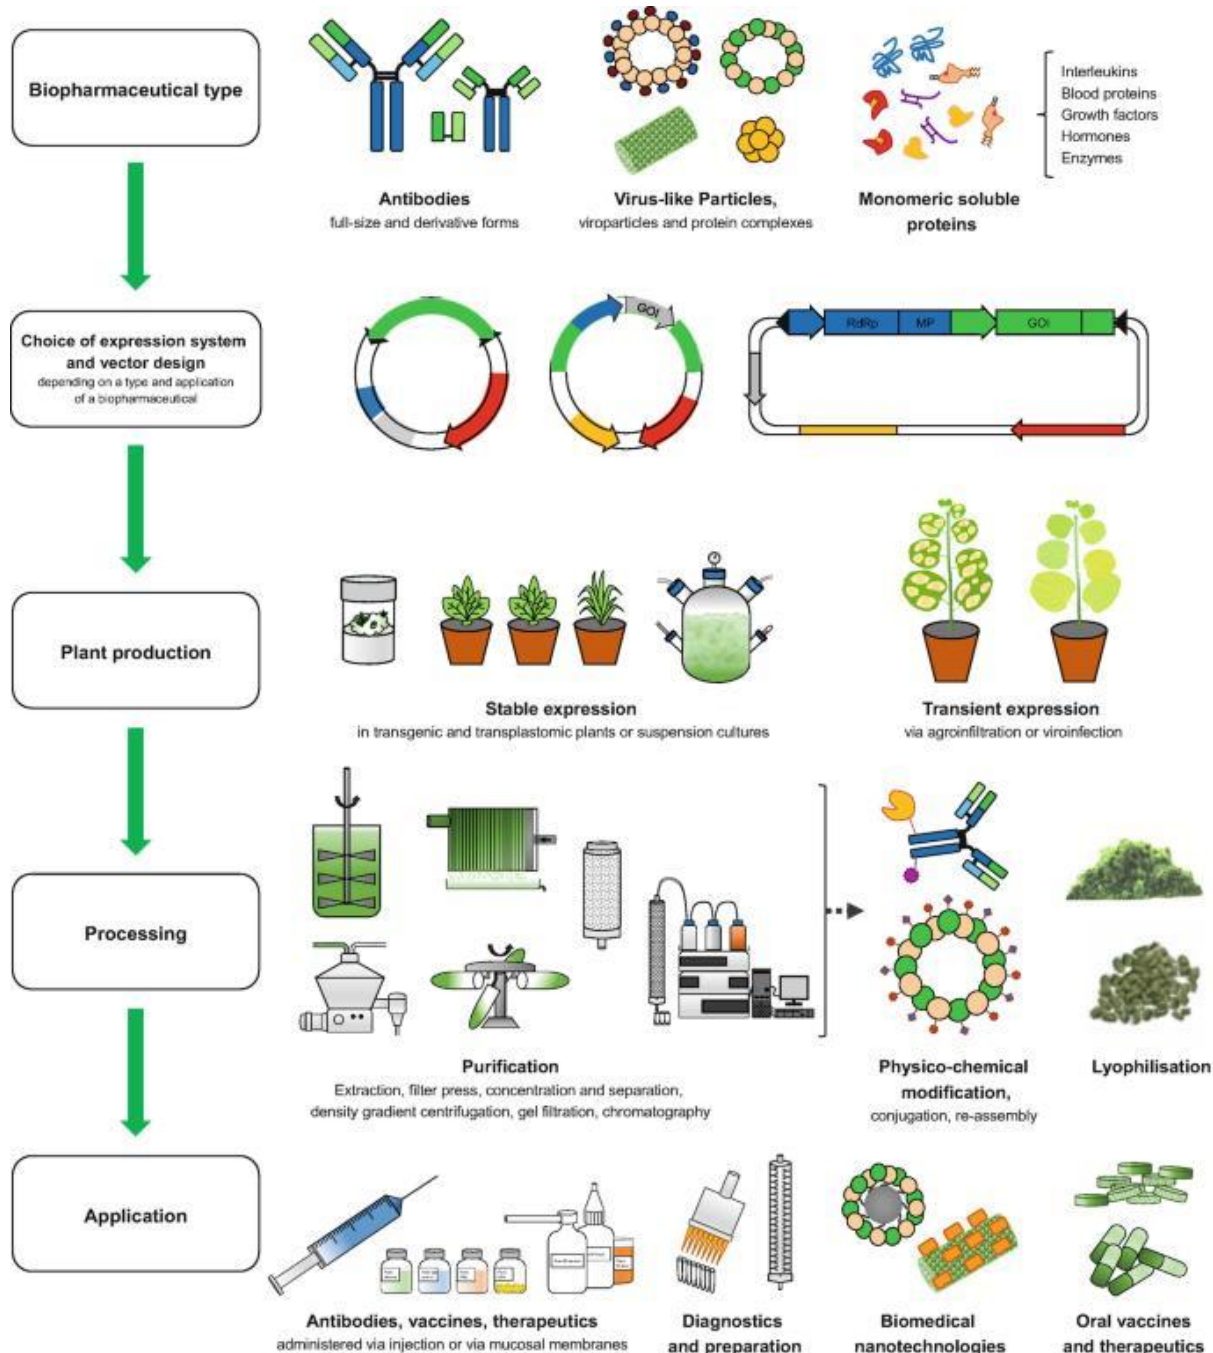 Biopharmaceutical type
Interleukins
Blood proteins
Growth factors
Hormones
Enzymes
Antibodies
full-size and derivative forms
Virus-like Particles,
viroparticles and protein complexes
Monomeric soluble
proteins
Choice of expression system
and vector design
depending on a type and application
of a biopharmaceutical
GOI
RdRp
MP
GOI
Plant production
Stable expression
in transgenic and transplastomic plants or suspension cultures
Transient expression
via agroinfiltration or viroinfection
Processing
Purification
Extraction, filter press, concentration and separation,
density gradient centrifugation, gel filtration, chromatography
Physico-chemical
modification,
conjugation, re-assembly
Lyophilisation
Application
Antibodies, vaccines, therapeutics
administered via injection or via mucosal membranes
Diagnostics
and preparation
Biomedical
nanotechnologies
Oral vaccines
and therapeutics